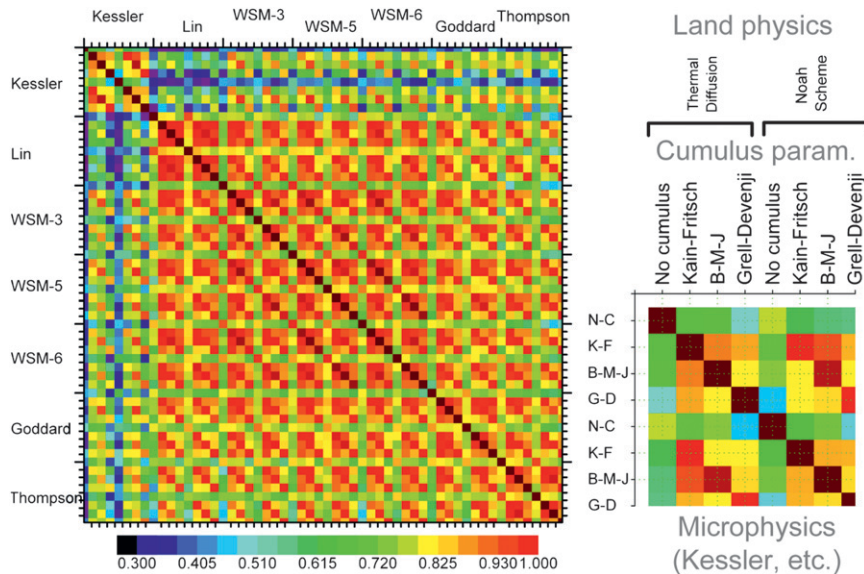 Kessler
Lin
WSM-3
WSM-5
WSM-6
Goddard
Thompson
Kessler
Lin
WSM-3
WSM-5
WSM-6
Goddard
Thompson
0.300 0.405 0.510 0.615 0.720 0.825 0.930 1.000
Land physics
Thermal
Diffusion
Noah
Scheme
Cumulus param.
No cumulus
Kain-Fritsch
B-M-J
Grell-Devenji
No cumulus
Kain-Fritsch
B-M-J
Grell-Devenji
N-C
K-F
B-M-J
G-D
N-C
K-F
B-M-J
G-D
Microphysics
(Kessler, etc.)